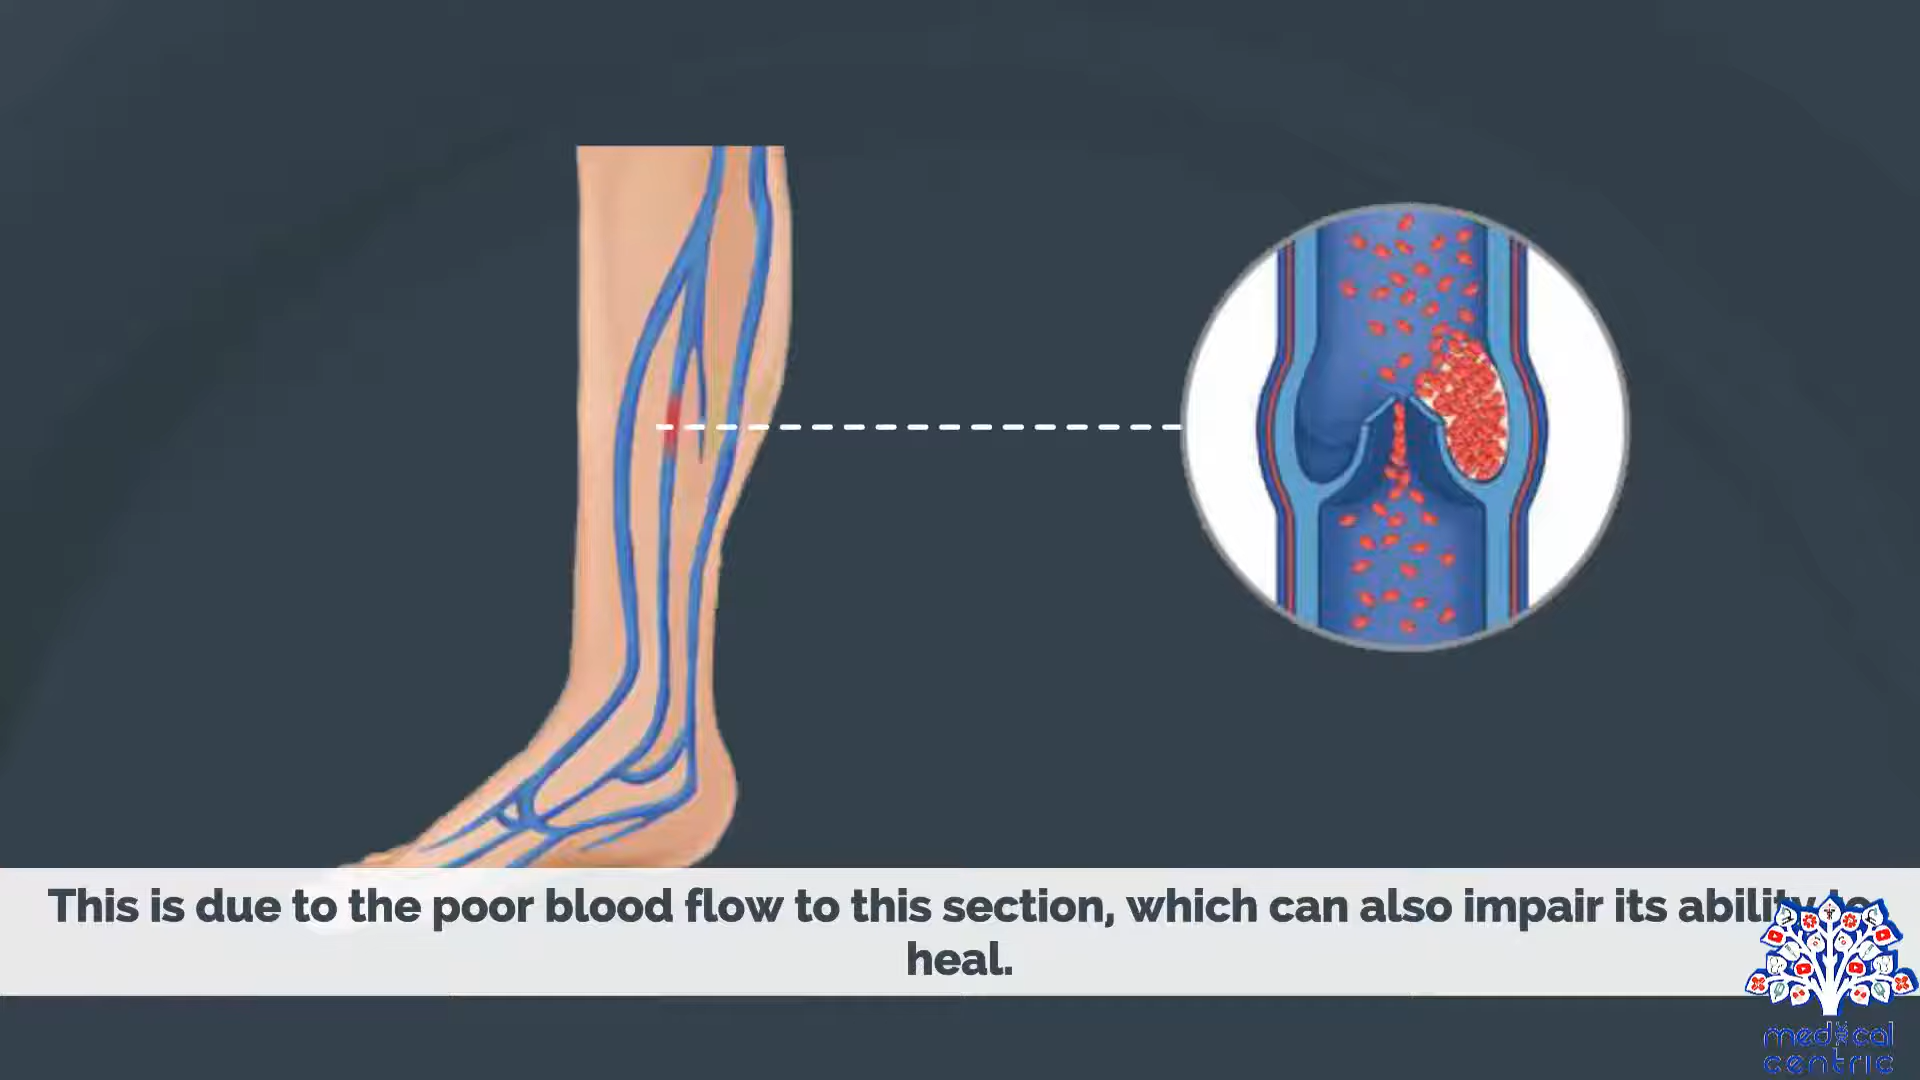 This is due to the poor blood flow to this section, which can also impair its ability to
heal.
medical
centric